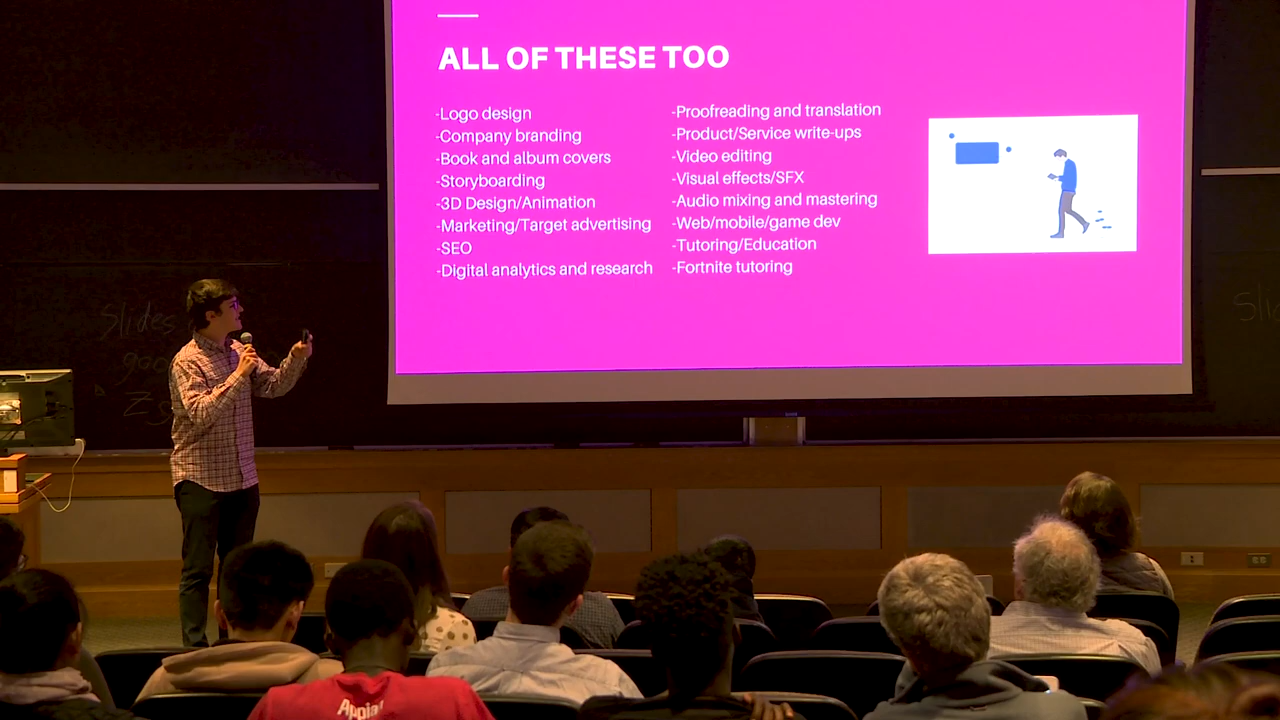 ALL OF THESE TOO
-Logo design
-Company branding
-Book and album covers
-Storyboarding
-3D Design/Animation
-Marketing/Target advertising
-SEO
-Digital analytics and research
-Proofreading and translation
-Product/Service write-ups
-Video editing
-Visual effects/SFX
-Audio mixing and mastering
-Web/mobile/game dev
-Tutoring/Education
-Fortnite tutoring
Slides